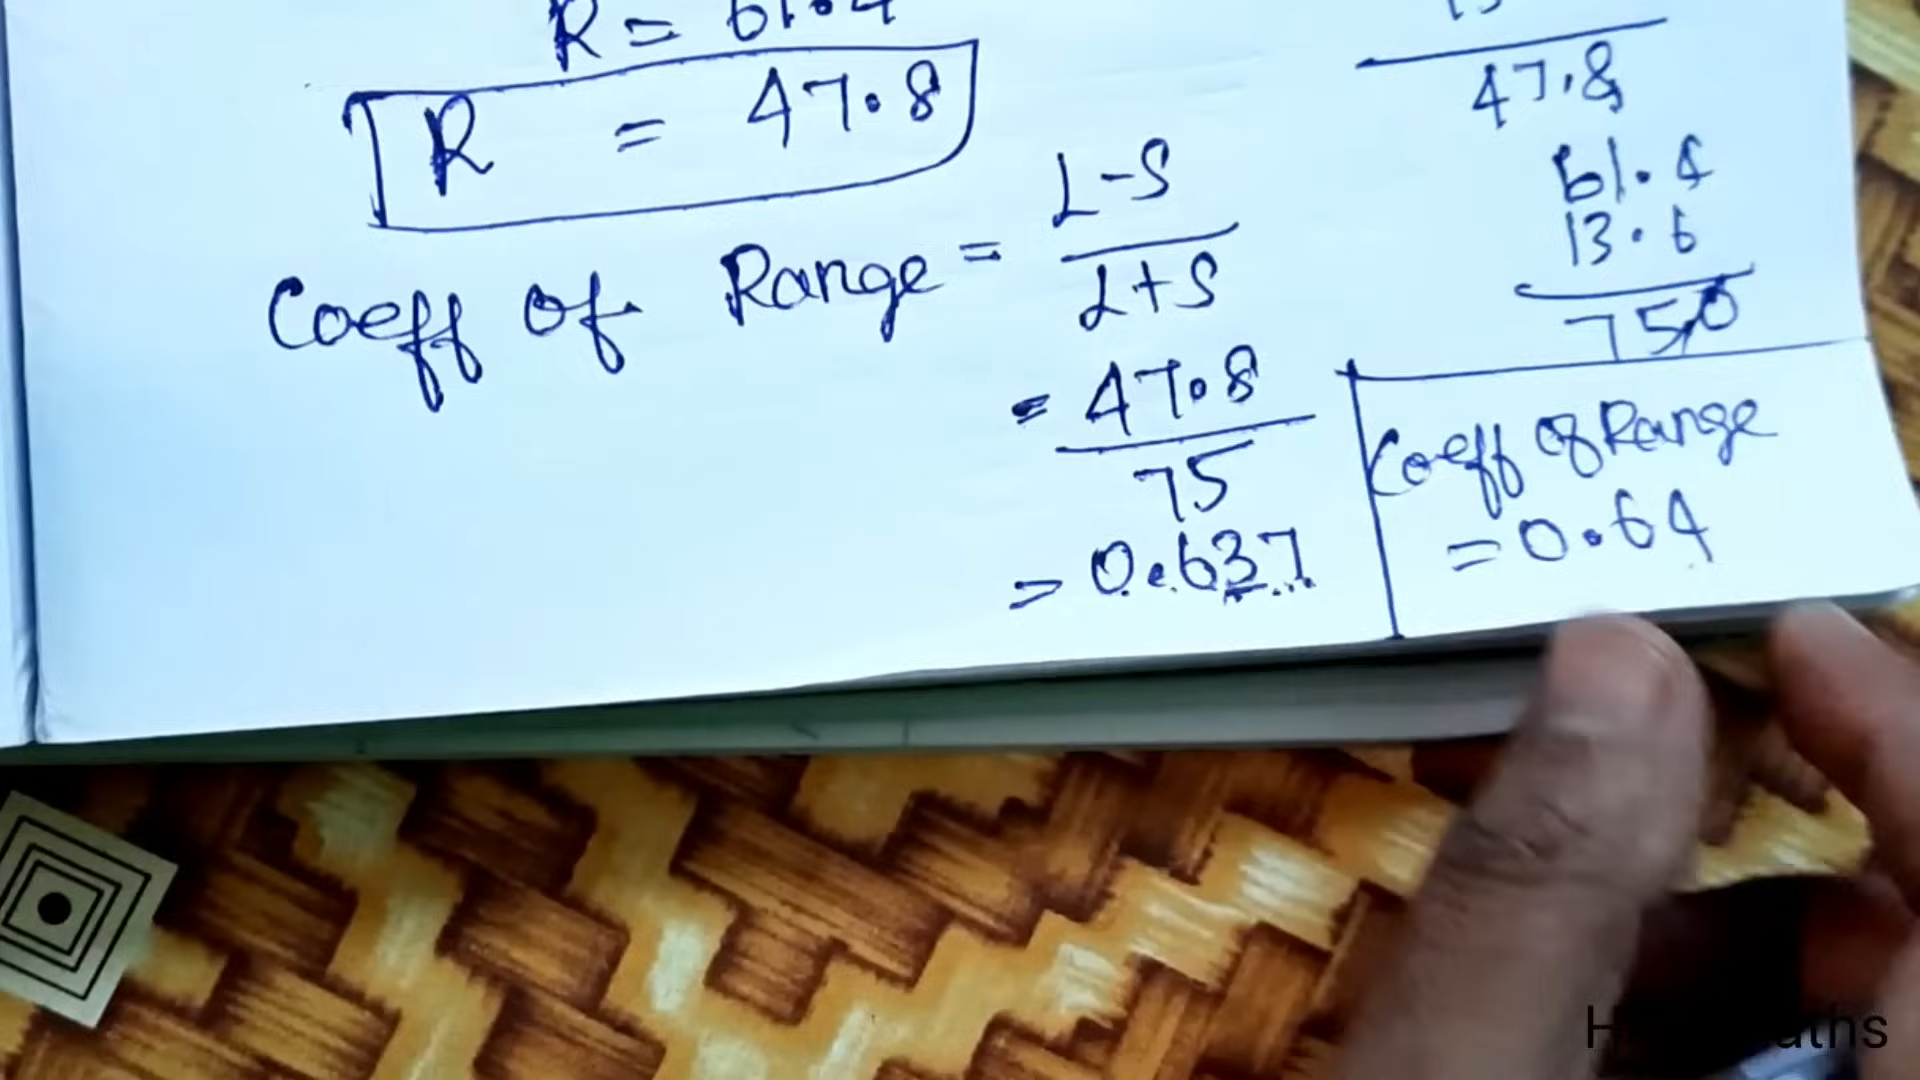 R = 61.4
R = 47.8
Coeff of Range = L-S
L+S
= 47.8
75
= 0.637
47.8
61.4
13.6
75.0
Coeff of Range
= 0.64